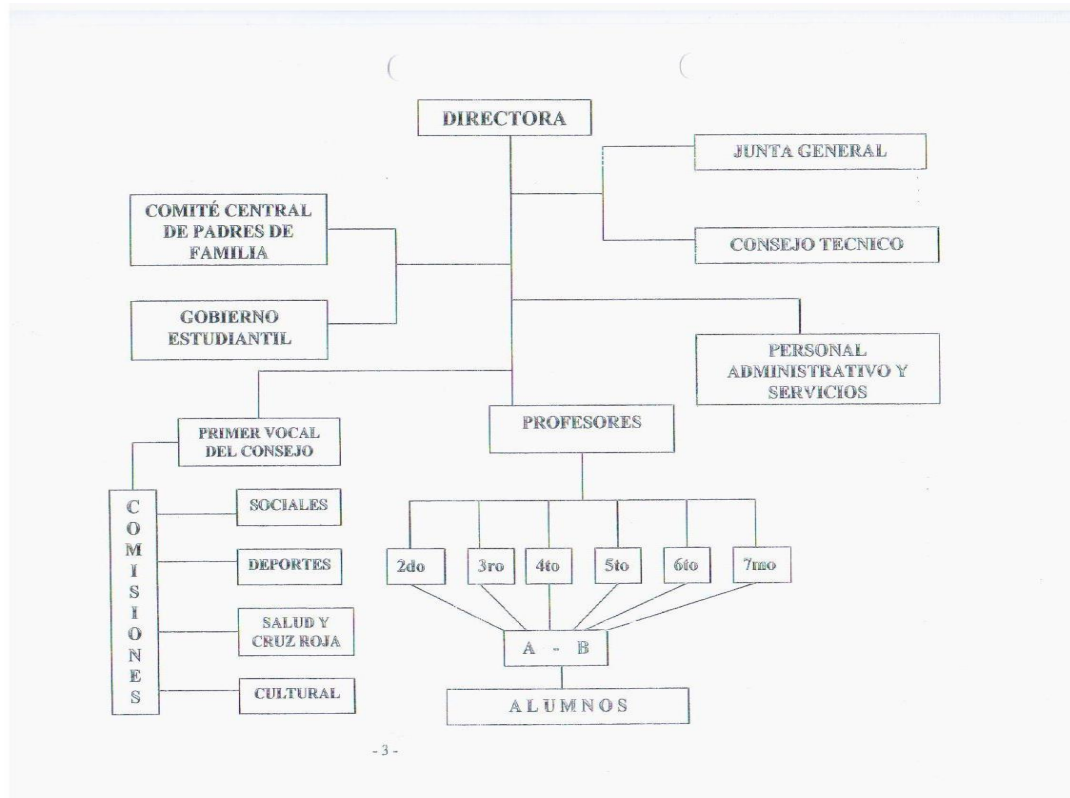 DIRECTORA
JUNTA GENERAL
COMITÉ CENTRAL
DE PADRES DE
FAMILIA
CONSEJO TECNICO
GOBIERNO
ESTUDIANTIL
PERSONAL
ADMINISTRATIVO Y
SERVICIOS
PRIMER VOCAL
DEL CONSEJO
PROFESORES
COMISIONES
SOCIALES
DEPORTES
SALUD Y
CRUZ ROJA
CULTURAL
2do 3ro 4to 5to 6to 7mo
A - B
ALUMNOS
- 3 -